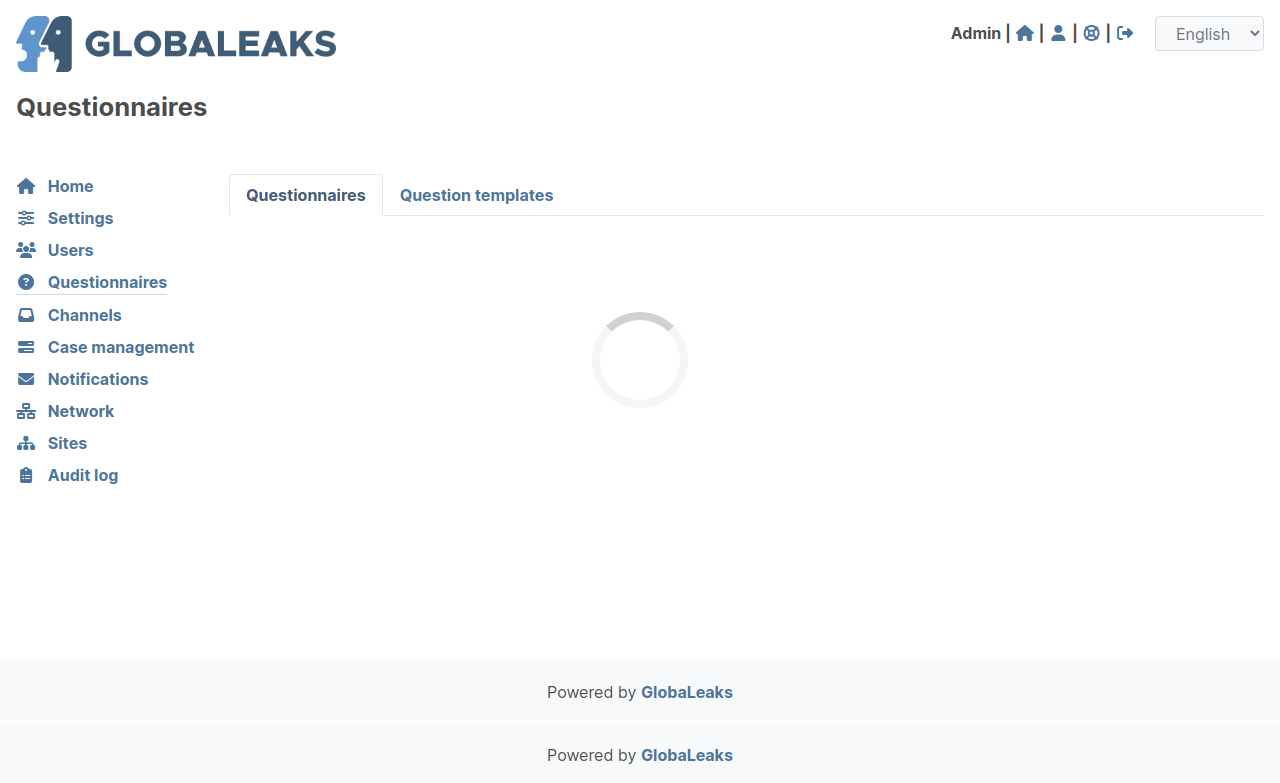 GLOBALEAKS
Admin | | | |
English
Questionnaires
Home
Settings
Users
Questionnaires
Channels
Case management
Notifications
Network
Sites
Audit log
Questionnaires
Question templates
Powered by GlobaLeaks
Powered by GlobaLeaks